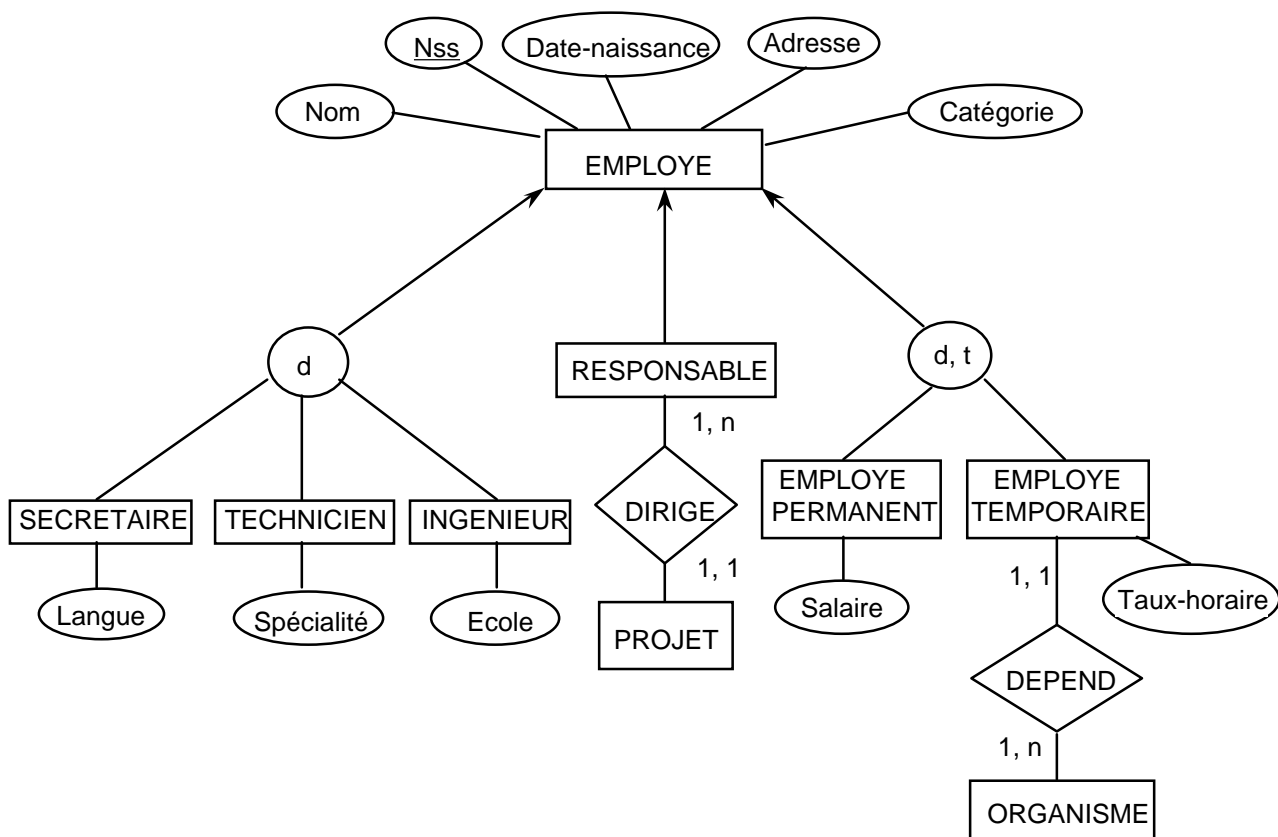 Nss
Date-naissance
Adresse
Nom
Catégorie
EMPLOYE
d
RESPONSABLE
d, t
1, n
SECRETAIRE
TECHNICIEN
INGENIEUR
DIRIGE
EMPLOYE
PERMANENT
EMPLOYE
TEMPORAIRE
1, 1
1, 1
Langue
Spécialité
Ecole
PROJET
Salaire
Taux-horaire
DEPEND
1, n
ORGANISME